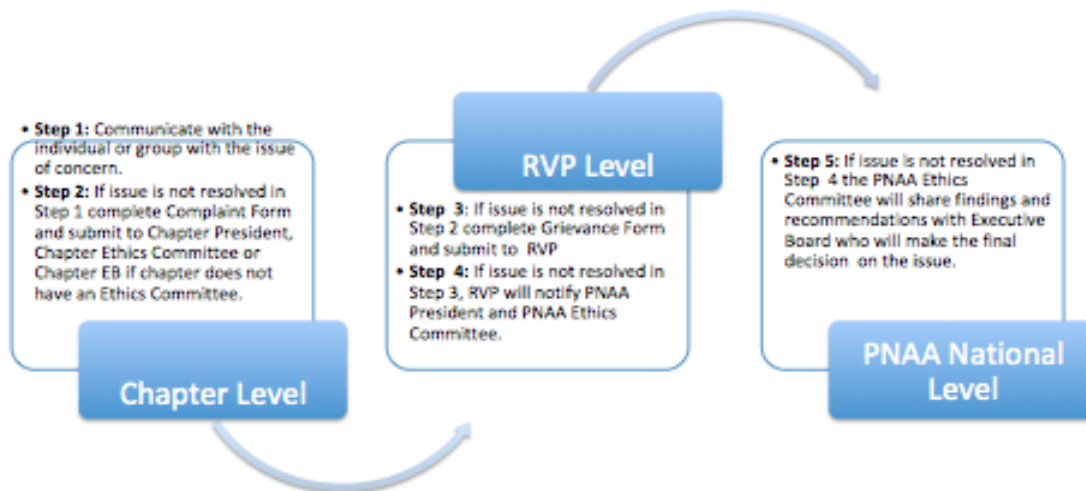 • Step 1: Communicate with the
individual or group with the issue
of concern.
• Step 2: If issue is not resolved in
Step 1 complete Complaint Form
and submit to Chapter President,
Chapter Ethics Committee or
Chapter EB if chapter does not
have an Ethics Committee.
Chapter Level
RVP Level
• Step 3: If issue is not resolved in
Step 2 complete Grievance Form
and submit to RVP
• Step 4: If issue is not resolved in
Step 3, RVP will notify PNAA
President and PNAA Ethics
Committee.
• Step 5: If issue is not resolved in
Step 4 the PNAA Ethics
Committee will share findings and
recommendations with Executive
Board who will make the final
decision on the issue.
PNAA National
Level